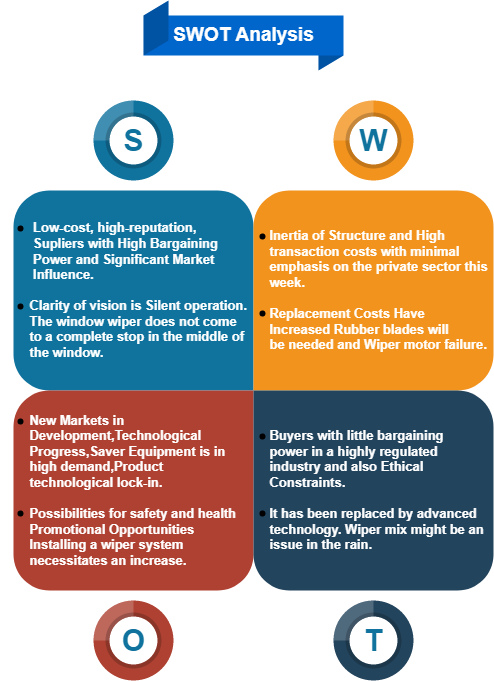 SWOT Analysis
S
W
Low-cost, high-reputation,
Supliers with High Bargaining
Power and Significant Market
Influence.
Clarity of vision is Silent operation.
The window wiper does not come
to a complete stop in the middle of
the window.
Inertia of Structure and High
transaction costs with minimal
emphasis on the private sector this
week.
Replacement Costs Have
Increased Rubber blades will
be needed and Wiper motor failure.
New Markets in
Development,Technological
Progress,Saver Equipment is in
high demand,Product
technological lock-in.
Possibilities for safety and health
Promotional Opportunities
Installing a wiper system
necessitates an increase.
Buyers with little bargaining
power in a highly regulated
industry and also Ethical
Constraints.
It has been replaced by advanced
technology. Wiper mix might be an
issue in the rain.
O
T